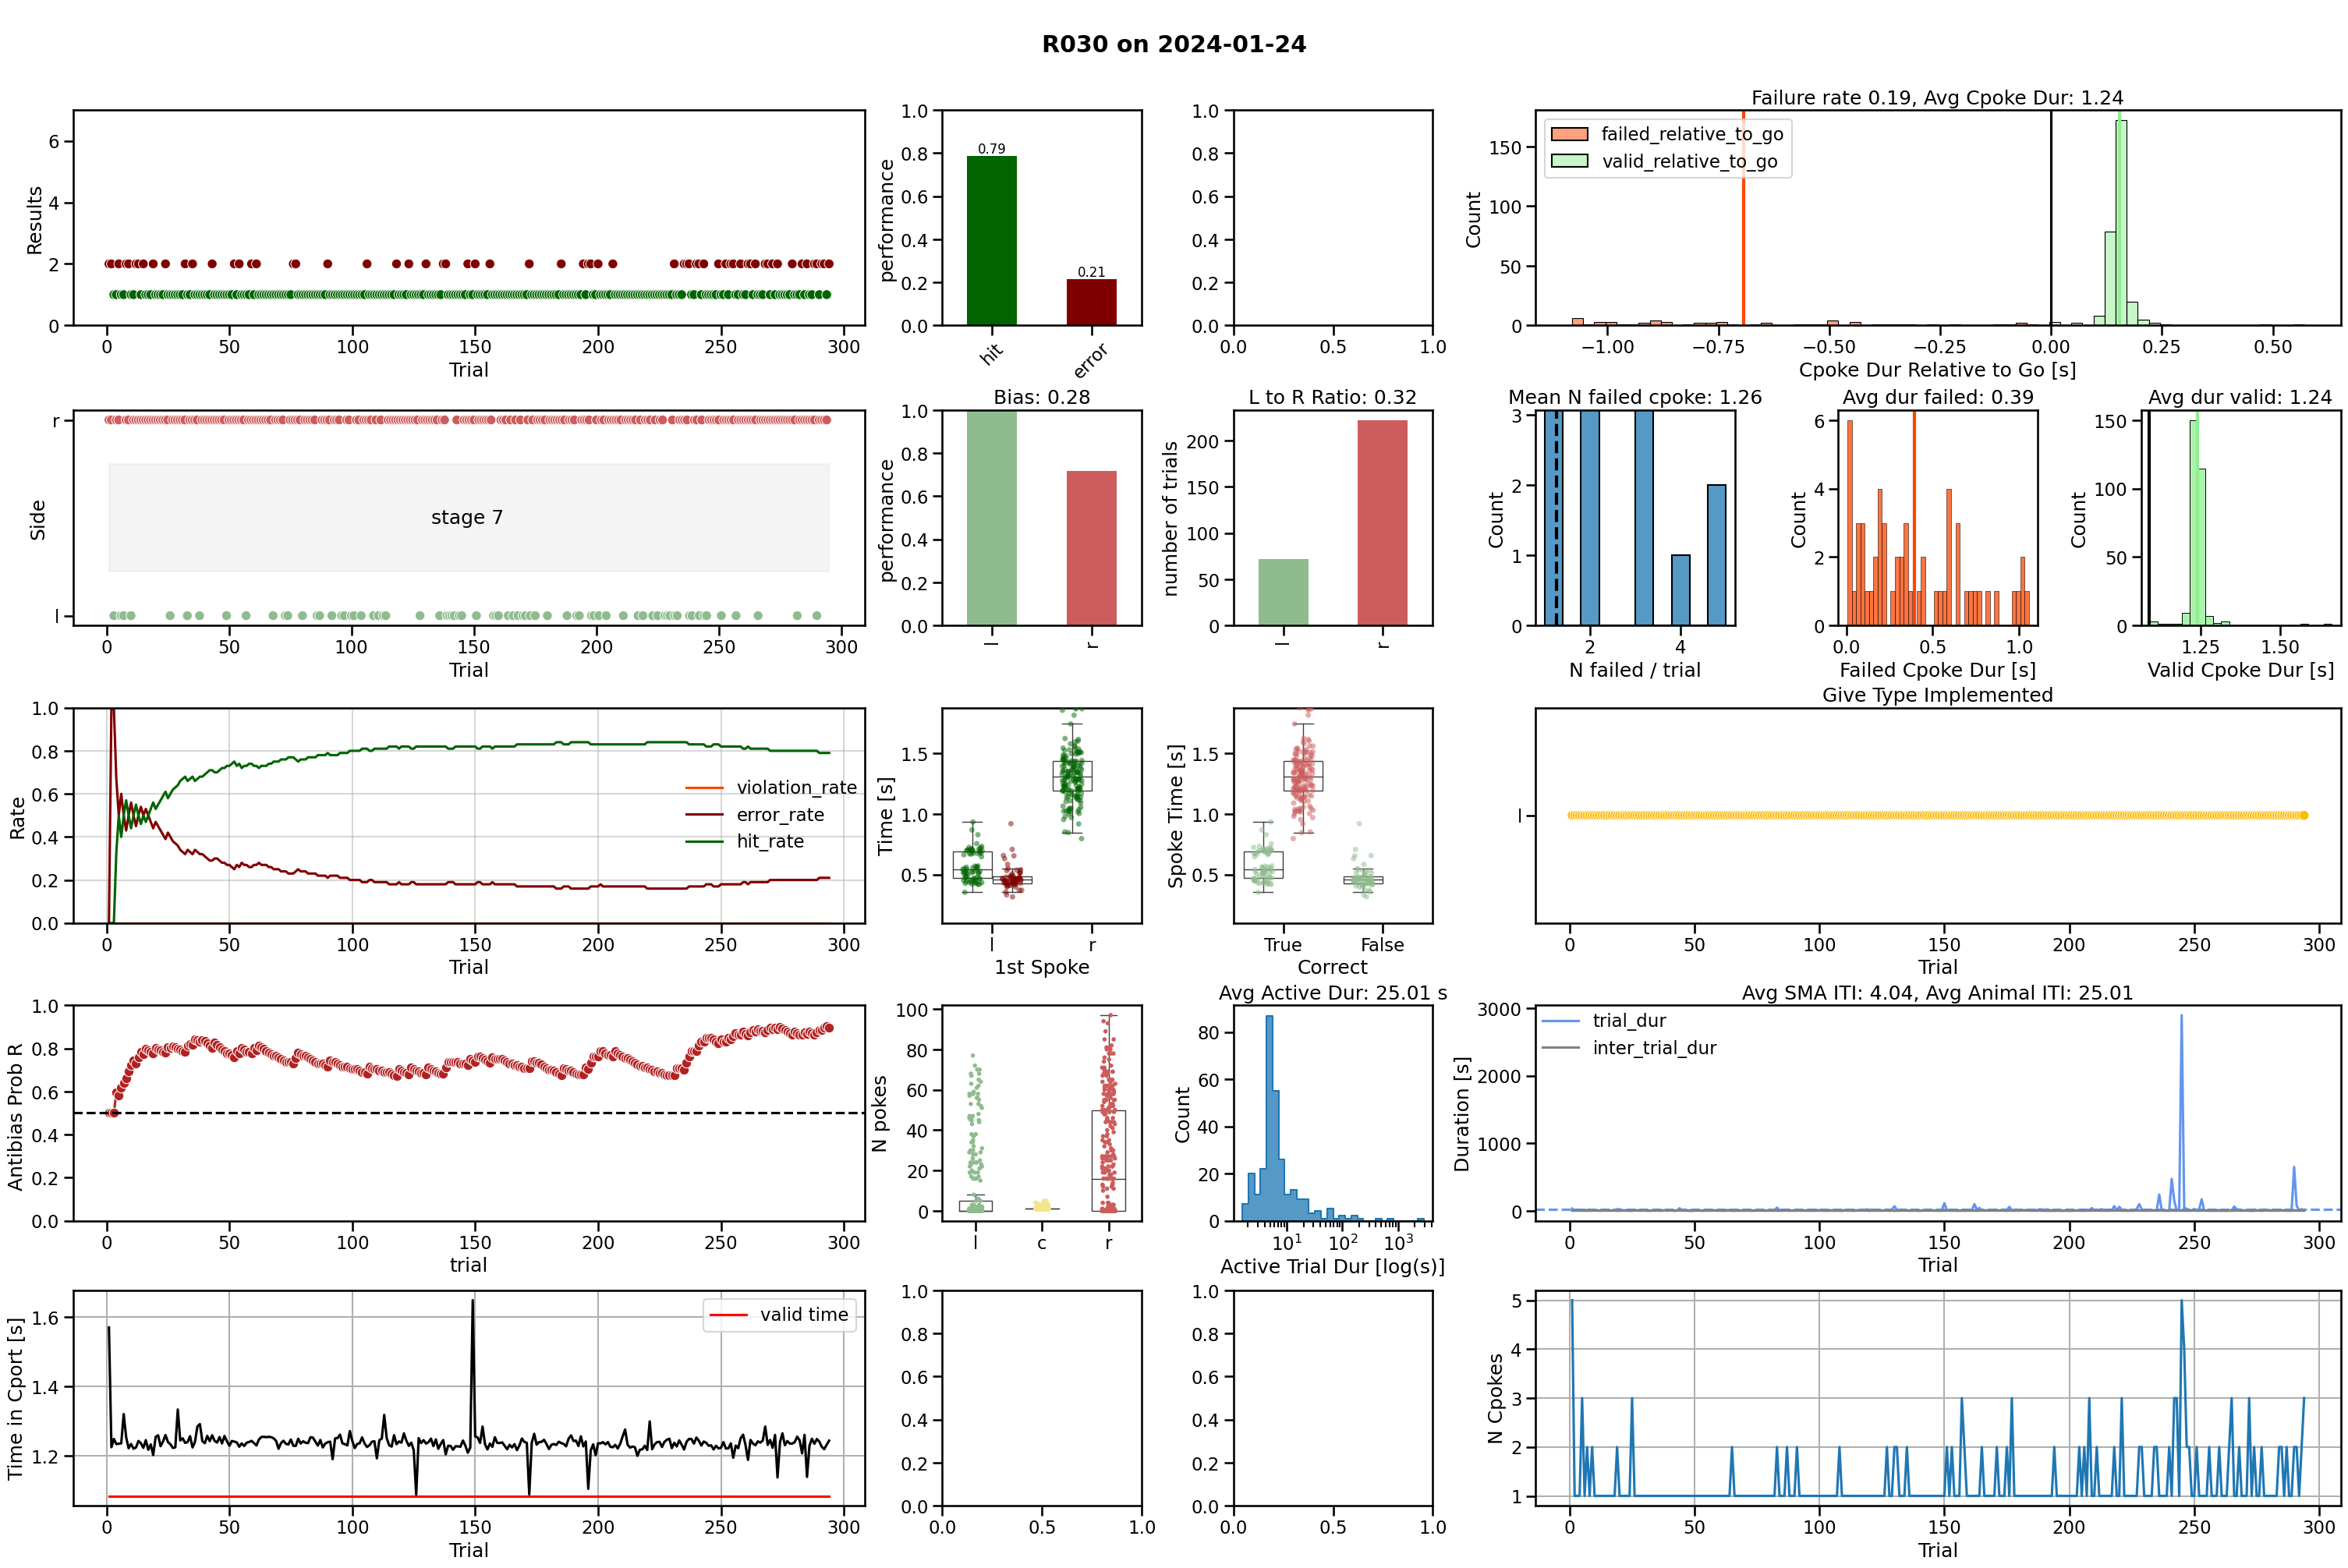 R030 on 2024-01-24
Results
0
2
4
6
0
50
100
150
200
250
300
Trial
performance
0.0
0.2
0.4
0.6
0.8
1.0
0.79
0.21
hit
error
0.0
0.2
0.4
0.6
0.8
1.0
0.0
0.5
1.0
Failure rate 0.19, Avg Cpoke Dur: 1.24
failed_relative_to_go
valid_relative_to_go
Count
0
50
100
150
−1.00
−0.75
−0.50
−0.25
0.00
0.25
0.50
Cpoke Dur Relative to Go [s]
Side
r
l
stage 7
0
50
100
150
200
250
300
Trial
Bias: 0.28
performance
0.0
0.2
0.4
0.6
0.8
1.0
l
r
L to R Ratio: 0.32
number of trials
0
50
100
150
200
l
r
Mean N failed cpoke: 1.26
Count
0
1
2
3
2
4
N failed / trial
Avg dur failed: 0.39
Count
0
2
4
6
0.0
0.5
1.0
Failed Cpoke Dur [s]
Avg dur valid: 1.24
Count
0
50
100
150
1.25
1.50
Valid Cpoke Dur [s]
Rate
0.0
0.2
0.4
0.6
0.8
1.0
violation_rate
error_rate
hit_rate
0
50
100
150
200
250
300
Trial
Time [s]
0.5
1.0
1.5
l
r
1st Spoke
Spoke Time [s]
0.5
1.0
1.5
True
False
Correct
Give Type Implemented
l
0
50
100
150
200
250
300
Trial
Antibias Prob R
0.0
0.2
0.4
0.6
0.8
1.0
0
50
100
150
200
250
300
trial
N pokes
0
20
40
60
80
100
l
c
r
Avg Active Dur: 25.01 s
Count
0
20
40
60
80
10¹
10²
10³
Active Trial Dur [log(s)]
Avg SMA ITI: 4.04, Avg Animal ITI: 25.01
trial_dur
inter_trial_dur
Duration [s]
0
1000
2000
3000
0
50
100
150
200
250
300
Trial
Time in Cport [s]
1.2
1.4
1.6
valid time
0
50
100
150
200
250
300
Trial
0.0
0.2
0.4
0.6
0.8
1.0
0.0
0.5
1.0
0.0
0.2
0.4
0.6
0.8
1.0
0.0
0.5
1.0
N Cpokes
1
2
3
4
5
0
50
100
150
200
250
300
Trial